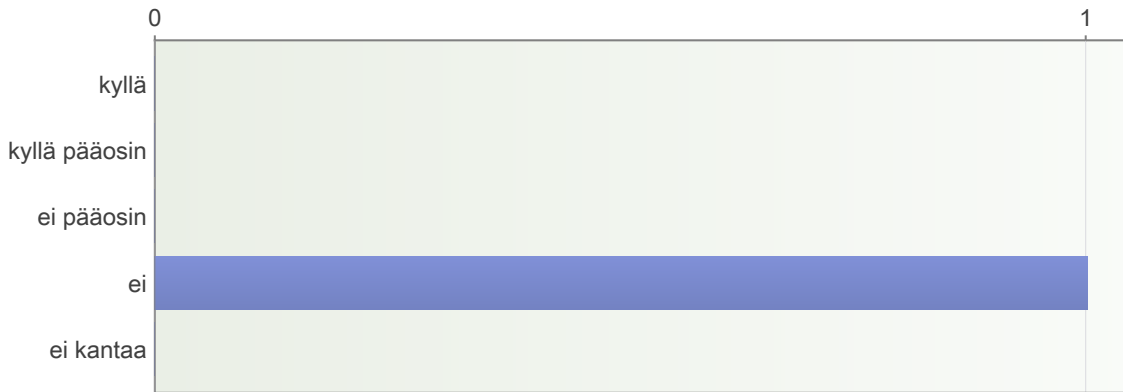 0 1
kyllä
kyllä pääosin
ei pääosin
ei
ei kantaa